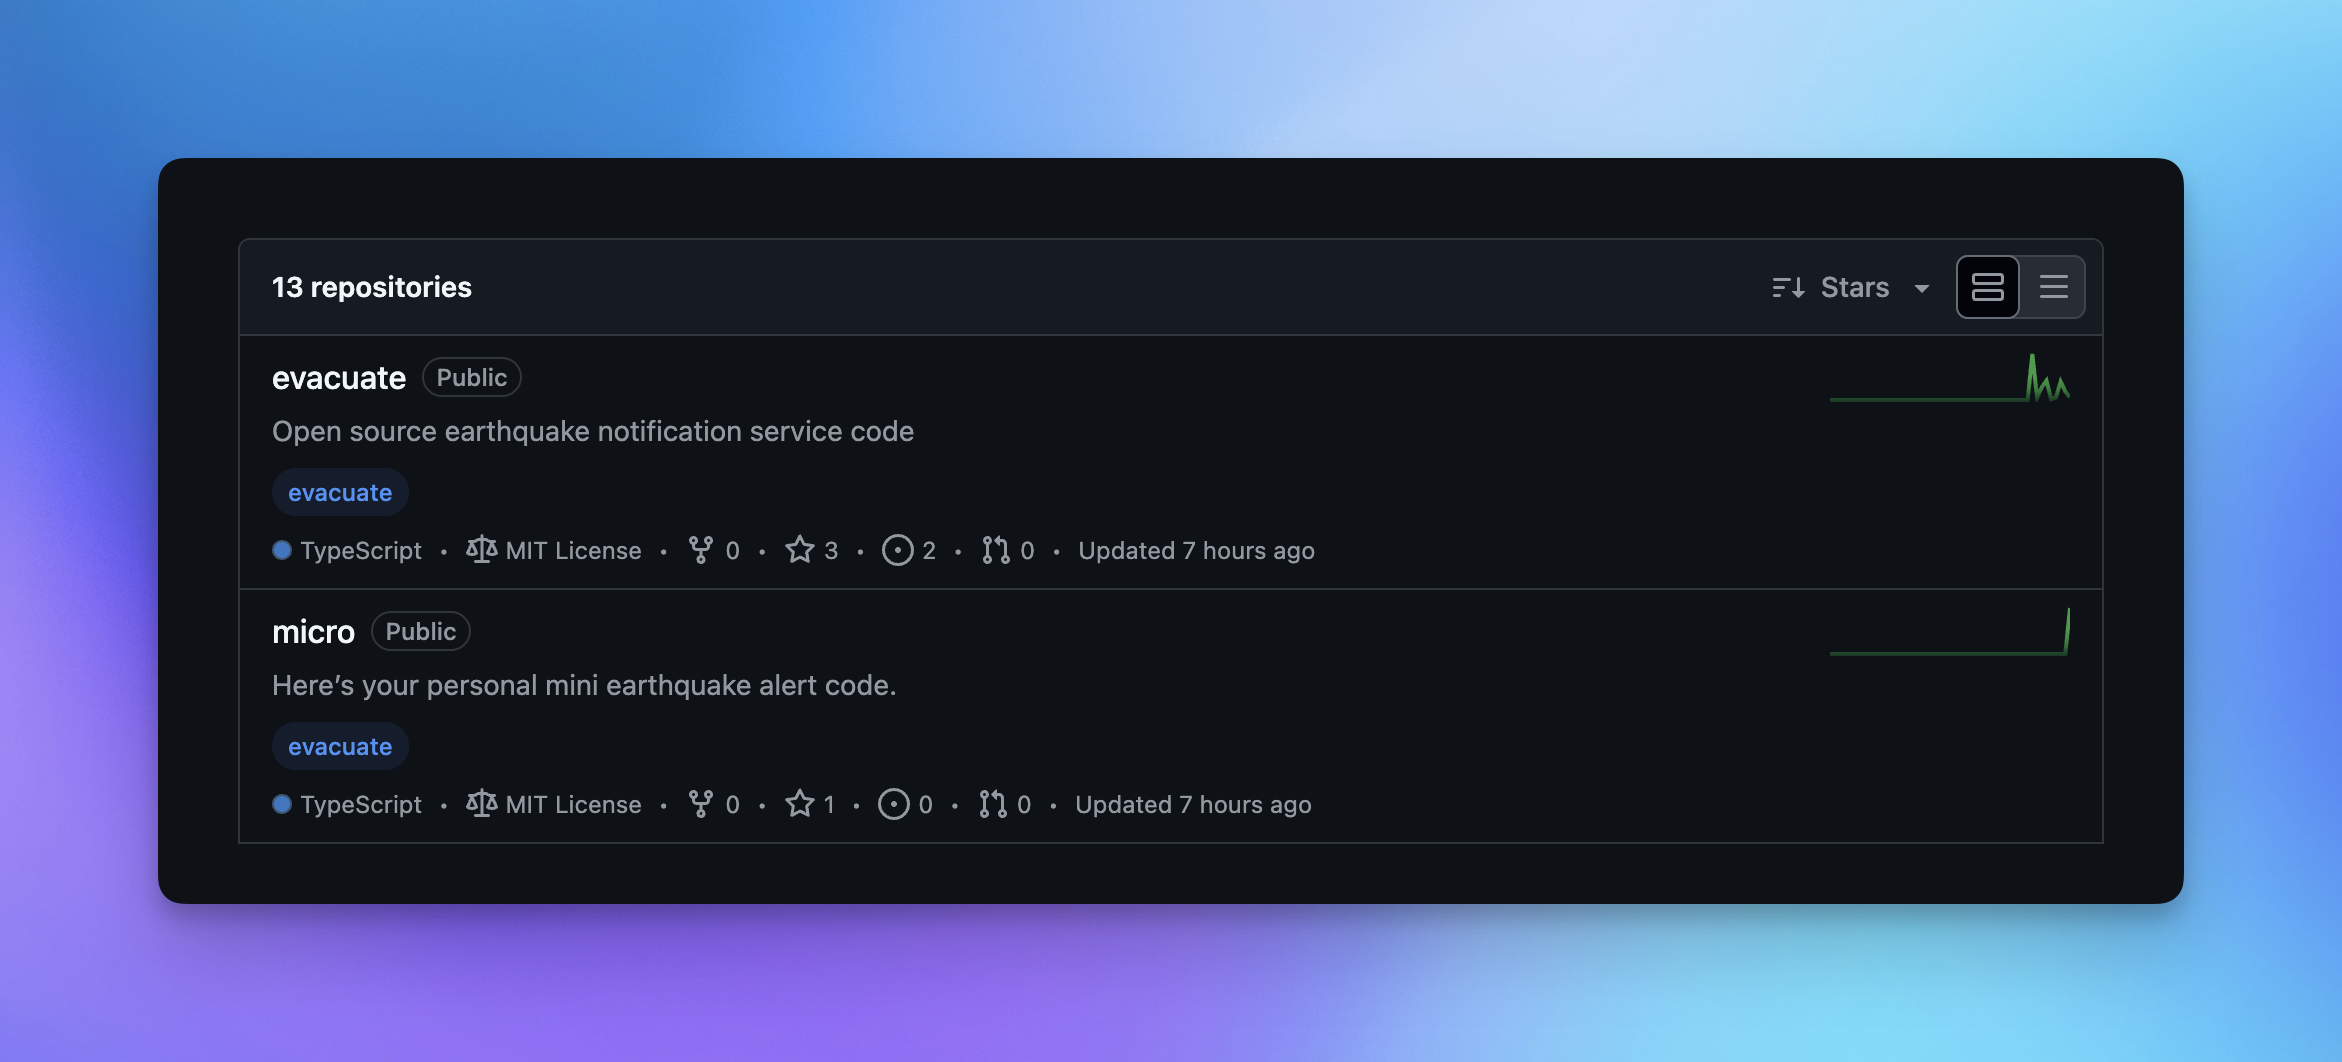 13 repositories
Stars
evacuate Public
Open source earthquake notification service code
evacuate
TypeScript • MIT License • 0 • 3 • 2 • 0 • Updated 7 hours ago
micro Public
Here’s your personal mini earthquake alert code.
evacuate
TypeScript • MIT License • 0 • 1 • 0 • 0 • Updated 7 hours ago